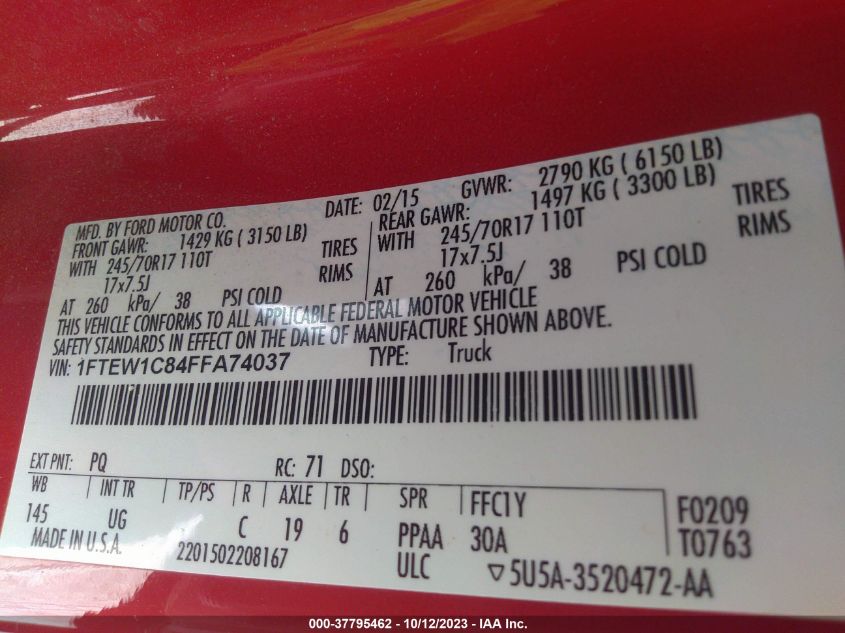 MFD. BY FORD MOTOR CO.
DATE: 02/15
GVWR: 2790 KG ( 6150 LB)
FRONT GAWR: 1429 KG ( 3150 LB)
REAR GAWR: 1497 KG ( 3300 LB)
WITH 245/70R17 110T TIRES
WITH 245/70R17 110T TIRES
17x7.5J RIMS
17x7.5J RIMS
AT 260 kPa/ 38 PSI COLD
AT 260 kPa/ 38 PSI COLD
THIS VEHICLE CONFORMS TO ALL APPLICABLE FEDERAL MOTOR VEHICLE
SAFETY STANDARDS IN EFFECT ON THE DATE OF MANUFACTURE SHOWN ABOVE.
VIN: 1FTEW1C84FFA74037
TYPE: Truck
EXT PNT: PQ RC: 71 DSO:
WB INT TR TP/PS R AXLE TR SPR FFC1Y F0209
145 UG C 19 6 PPAA 30A T0763
MADE IN U.S.A. 2201502208167 ULC ▽5U5A-3520472-AA
000-37795462 - 10/12/2023 - IAA Inc.